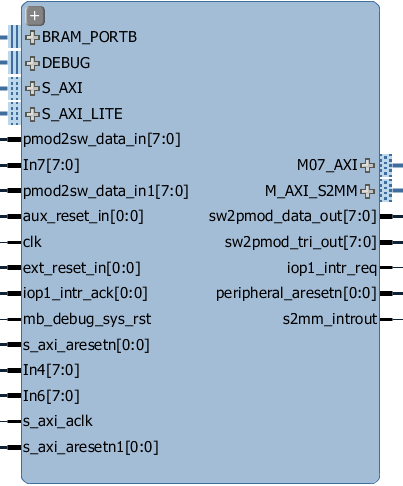 BRAM_PORTB
DEBUG
S_AXI
S_AXI_LITE
pmod2sw_data_in[7:0]
In7[7:0]
pmod2sw_data_in1[7:0]
aux_reset_in[0:0]
clk
ext_reset_in[0:0]
iop1_intr_ack[0:0]
mb_debug_sys_rst
s_axi_aresetn[0:0]
In4[7:0]
In6[7:0]
s_axi_aclk
s_axi_aresetn1[0:0]
M07_AXI
M_AXI_S2MM
sw2pmod_data_out[7:0]
sw2pmod_tri_out[7:0]
iop1_intr_req
peripheral_aresetn[0:0]
s2mm_introut